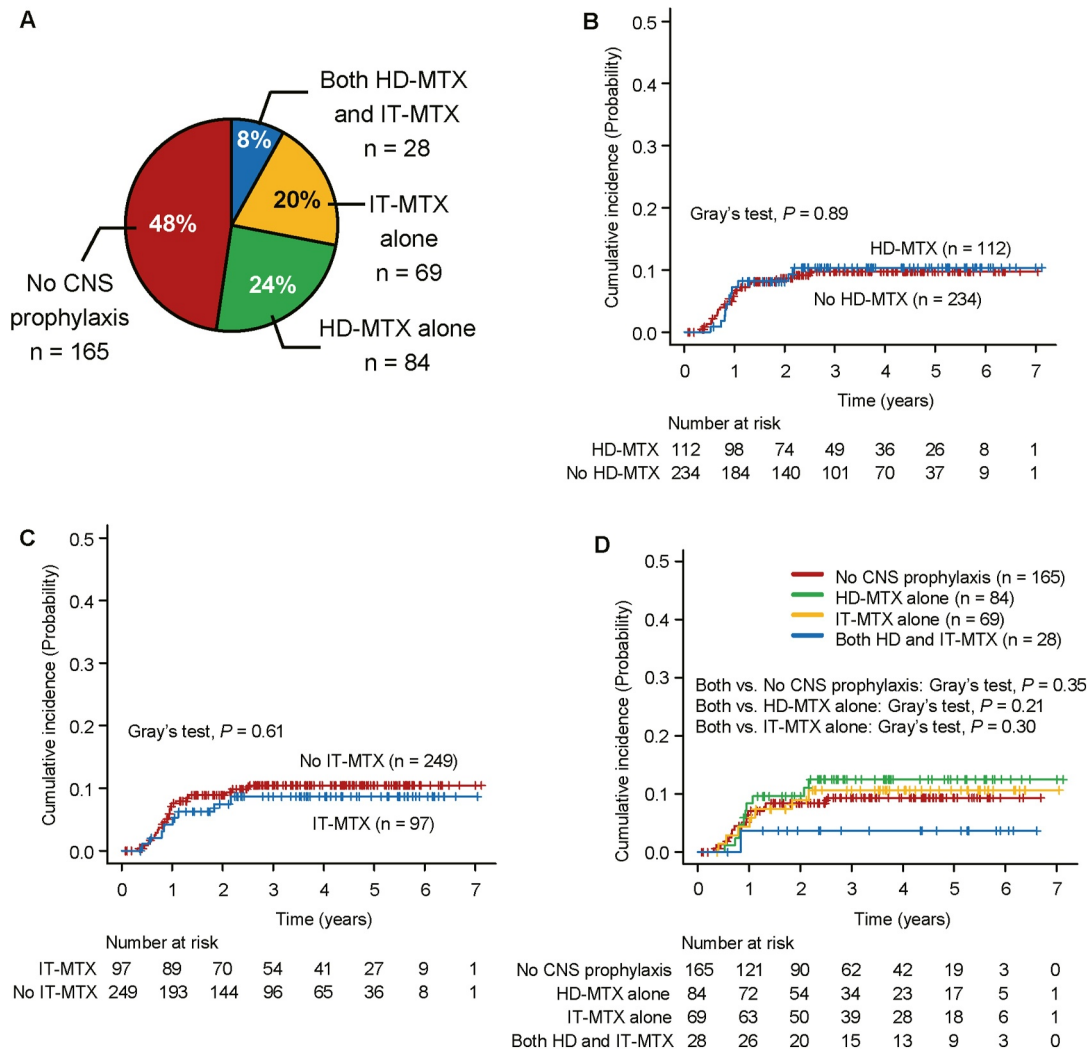 A
Both HD-MTX
and IT-MTX
n = 28
8%
20%
IT-MTX
alone
n = 69
48%
24%
No CNS
prophylaxis
n = 165
HD-MTX alone
n = 84
B
Cumulative incidence (Probability)
0.5
0.4
0.3
0.2
0.1
0.0
Gray's test, P = 0.89
HD-MTX (n = 112)
No HD-MTX (n = 234)
0 1 2 3 4 5 6 7
Time (years)
Number at risk
HD-MTX 112 98 74 49 36 26 8 1
No HD-MTX 234 184 140 101 70 37 9 1
C
Cumulative incidence (Probability)
0.5
0.4
0.3
0.2
0.1
0.0
Gray's test, P = 0.61
No IT-MTX (n = 249)
IT-MTX (n = 97)
0 1 2 3 4 5 6 7
Time (years)
Number at risk
IT-MTX 97 89 70 54 41 27 9 1
No IT-MTX 249 193 144 96 65 36 8 1
D
Cumulative incidence (Probability)
0.5
0.4
0.3
0.2
0.1
0.0
No CNS prophylaxis (n = 165)
HD-MTX alone (n = 84)
IT-MTX alone (n = 69)
Both HD and IT-MTX (n = 28)
Both vs. No CNS prophylaxis: Gray's test, P = 0.35
Both vs. HD-MTX alone: Gray's test, P = 0.21
Both vs. IT-MTX alone: Gray's test, P = 0.30
0 1 2 3 4 5 6 7
Time (years)
Number at risk
No CNS prophylaxis 165 121 90 62 42 19 3 0
HD-MTX alone 84 72 54 34 23 17 5 1
IT-MTX alone 69 63 50 39 28 18 6 1
Both HD and IT-MTX 28 26 20 15 13 9 3 0